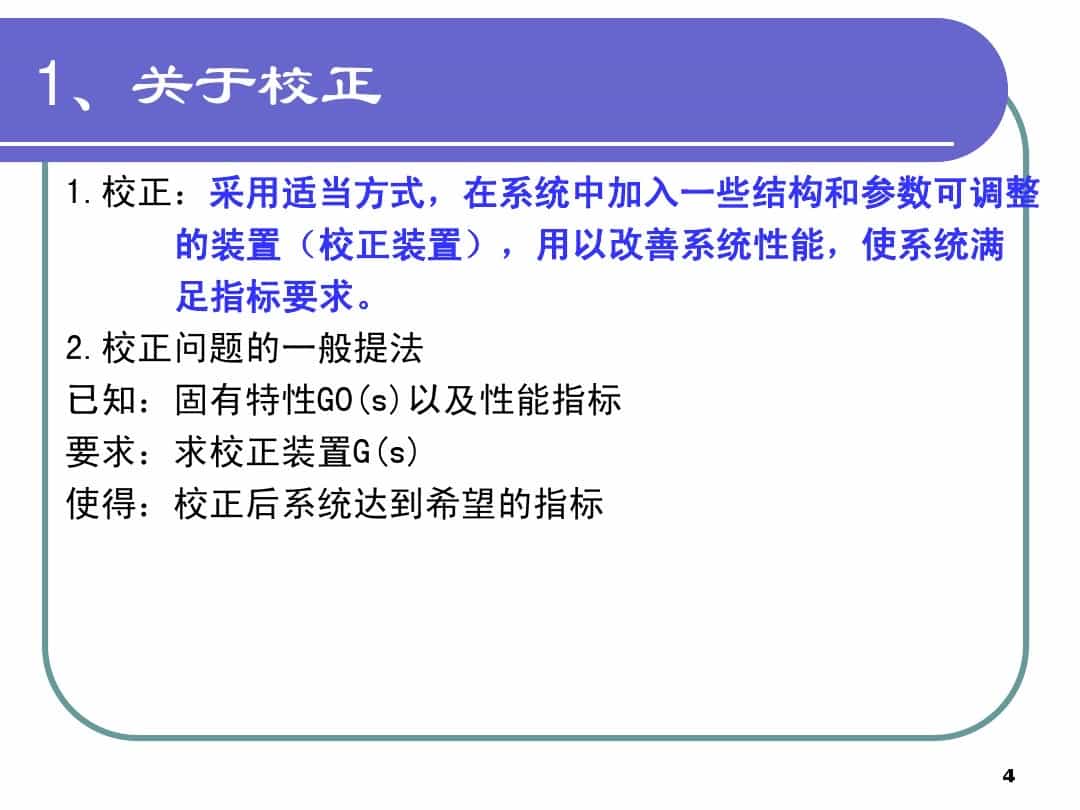 1、关于校正
1.校正：采用适当方式，在系统中加入一些结构和参数可调整
的装置（校正装置），用以改善系统性能，使系统满
足指标要求。
2.校正问题的一般提法
已知：固有特性GO(s)以及性能指标
要求：求校正装置G(s)
使得：校正后系统达到希望的指标
4